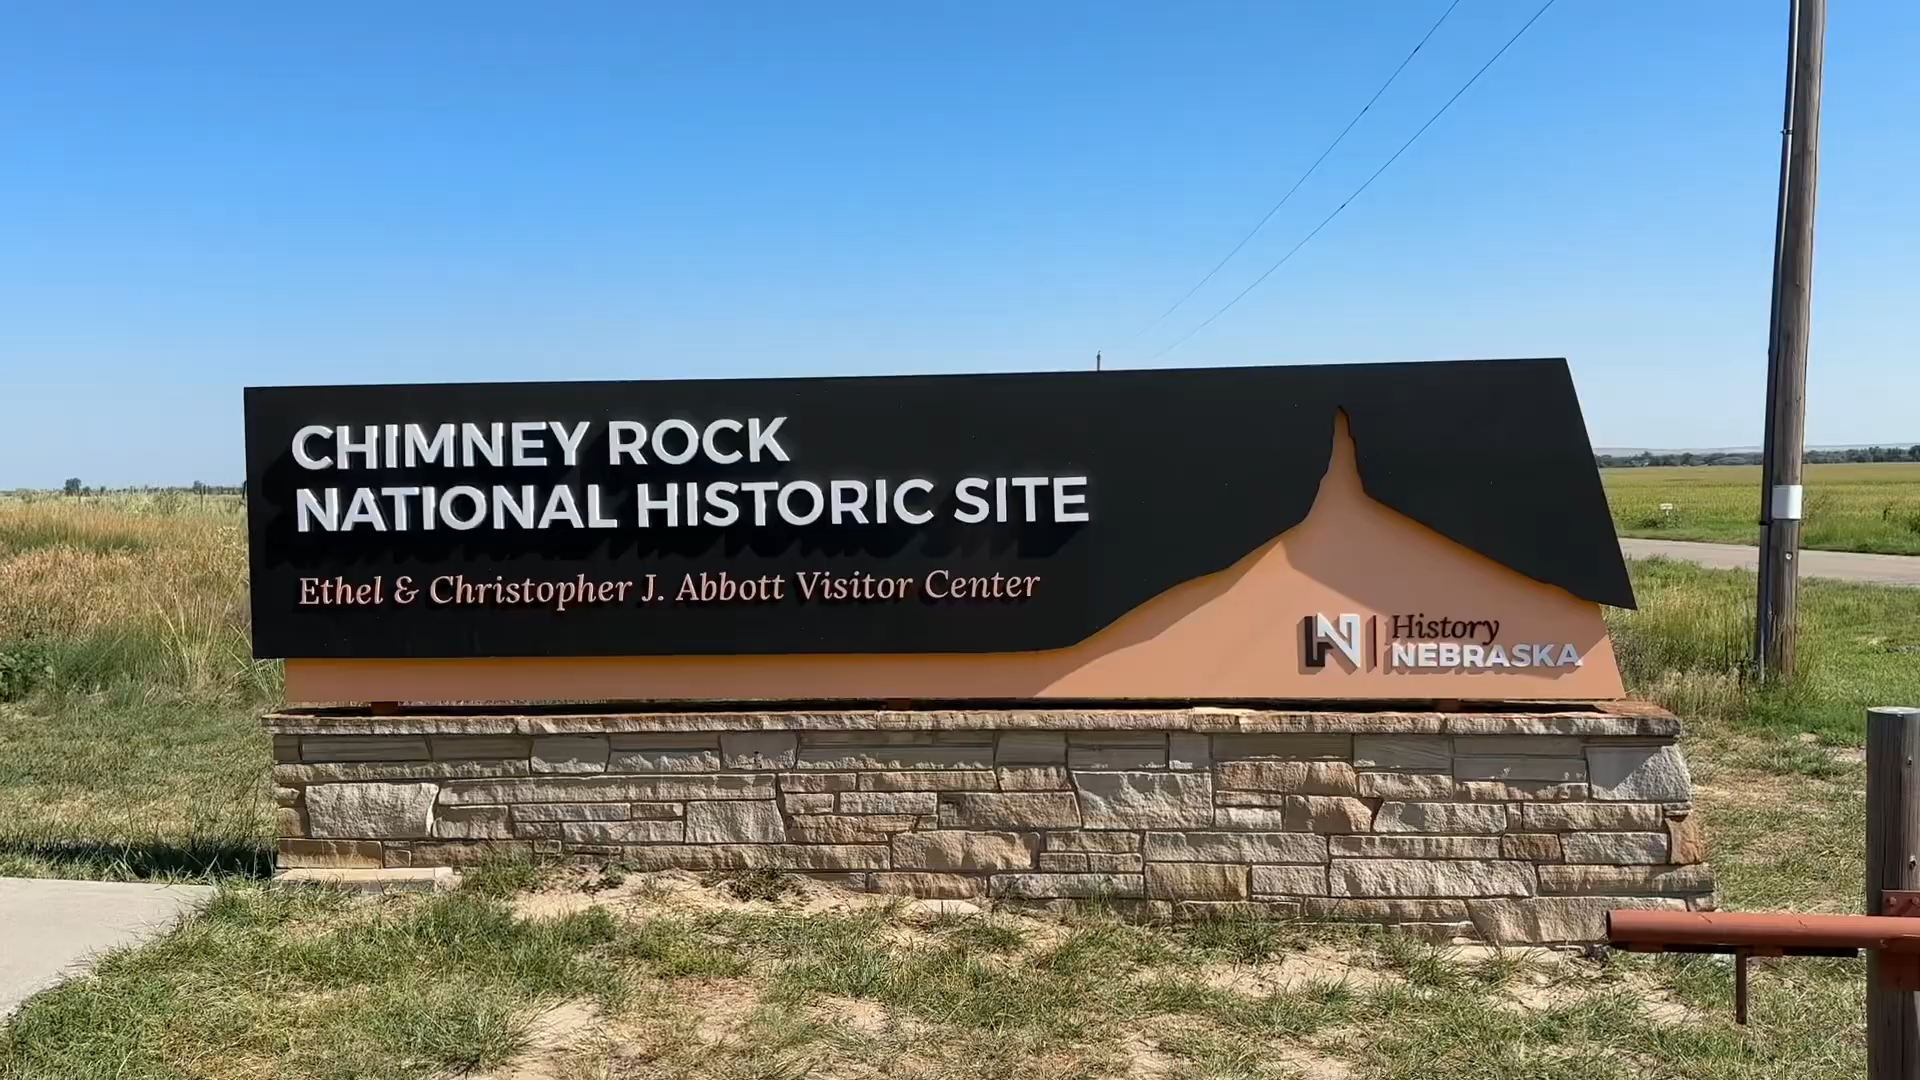 CHIMNEY ROCK
NATIONAL HISTORIC SITE
Ethel & Christopher J. Abbott Visitor Center
N
History
NEBRASKA